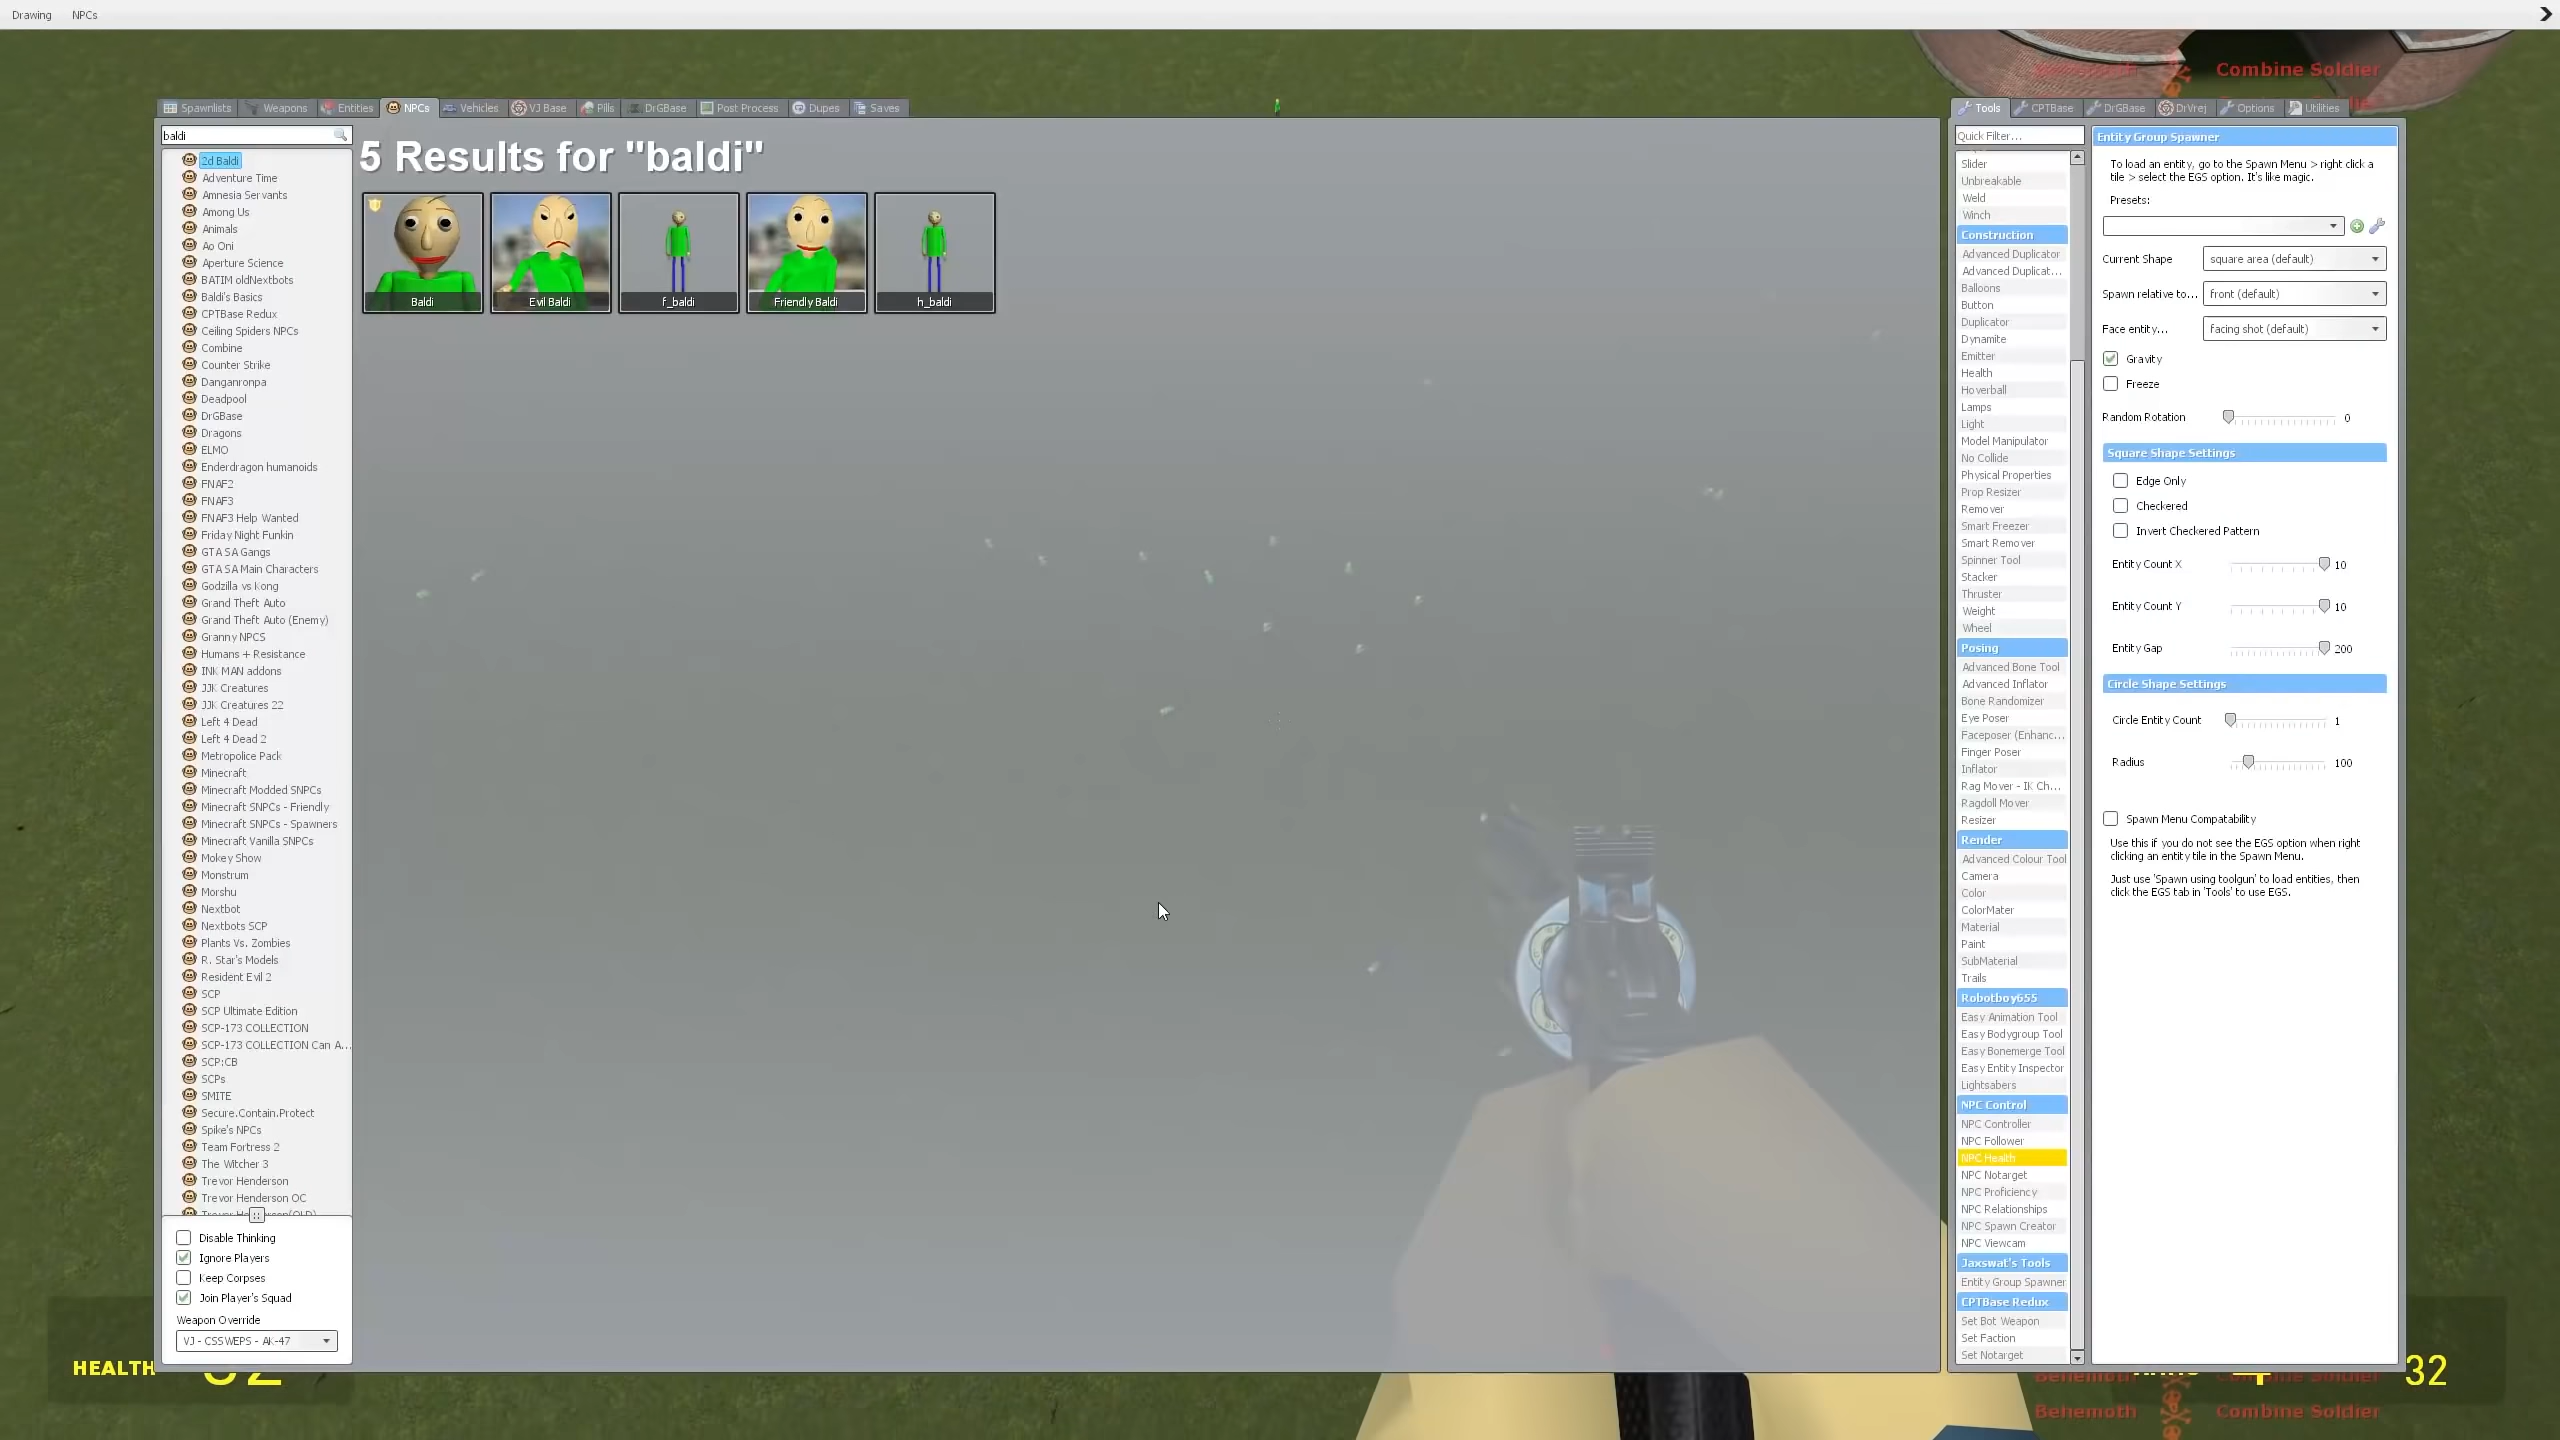 Drawing NPCs
Behemoth Combine Soldier
Spawnlists Weapons Entities NPCs Vehicles VJ Base Pills DrGBase Post Process Dupes Saves
Tools CPTBase DrGBase DrVrej Options Utilities
baldi
2d Baldi
Adventure Time
Amnesia Servants
Among Us
Animals
Ao Oni
Aperture Science
BATIM oldNextbots
Baldi's Basics
CPTBase Redux
Ceiling Spiders NPCs
Combine
Counter Strike
Danganronpa
Deadpool
DrGBase
Dragons
ELMO
Enderdragon humanoids
FNAF2
FNAF3
FNAF3 Help Wanted
Friday Night Funkin
GTA SA Gangs
GTA SA Main Characters
Godzilla vs Kong
Grand Theft Auto
Grand Theft Auto (Enemy)
Granny NPCS
Humans + Resistance
INK MAN addons
JJK Creatures
JJK Creatures 22
Left 4 Dead
Left 4 Dead 2
Metropolice Pack
Minecraft
Minecraft Modded SNPCs
Minecraft SNPCs - Friendly
Minecraft SNPCs - Spawners
Minecraft Vanilla SNPCs
Mokey Show
Monstrum
Morshu
Nextbot
Nextbots SCP
Plants Vs. Zombies
R. Star's Models
Resident Evil 2
SCP
SCP Ultimate Edition
SCP-173 COLLECTION
SCP-173 COLLECTION Can A...
SCP:CB
SCPs
SMITE
Secure.Contain.Protect
Spike's NPCs
Team Fortress 2
The Witcher 3
Trevor Henderson
Trevor Henderson OC
Disable Thinking
Ignore Players
Keep Corpses
Join Player's Squad
Weapon Override
VJ - CSSWEPS - AK-47
5 Results for "baldi"
Baldi Evil Baldi f_baldi Friendly Baldi h_baldi
Quick Filter...
Slider
Unbreakable
Weld
Winch
Construction
Advanced Duplicator
Advanced Duplicat...
Balloons
Button
Duplicator
Dynamite
Emitter
Health
Hoverball
Lamps
Light
Model Manipulator
No Collide
Physical Properties
Prop Resizer
Remover
Smart Freezer
Smart Remover
Spinner Tool
Stacker
Thruster
Weight
Wheel
Posing
Advanced Bone Tool
Advanced Inflator
Bone Randomizer
Eye Poser
Faceposer (Enhanc...
Finger Poser
Inflator
Rag Mover - IK Ch...
Ragdoll Mover
Resizer
Render
Advanced Colour Tool
Camera
Color
ColorMater
Material
Paint
SubMaterial
Trails
Robotboy655
Easy Animation Tool
Easy Bodygroup Tool
Easy Bonemerge Tool
Easy Entity Inspector
Lightsabers
NPC Control
NPC Controller
NPC Follower
NPC Health
NPC Notarget
NPC Proficiency
NPC Relationships
NPC Spawn Creator
NPC Viewcam
Jaxswat's Tools
Entity Group Spawner
CPTBase Redux
Set Bot Weapon
Set Faction
Set Notarget
Entity Group Spawner
To load an entity, go to the Spawn Menu > right click a
tile > select the EGS option. It's like magic.
Presets:
Current Shape square area (default)
Spawn relative to... front (default)
Face entity... facing shot (default)
Gravity
Freeze
Random Rotation 0
Square Shape Settings
Edge Only
Checkered
Invert Checkered Pattern
Entity Count X 10
Entity Count Y 10
Entity Gap 200
Circle Shape Settings
Circle Entity Count 1
Radius 100
Spawn Menu Compatability
Use this if you do not see the EGS option when right
clicking an entity tile in the Spawn Menu.
Just use 'Spawn using toolgun' to load entities, then
click the EGS tab in 'Tools' to use EGS.
HEALTH
32
Behemoth Combine Soldier